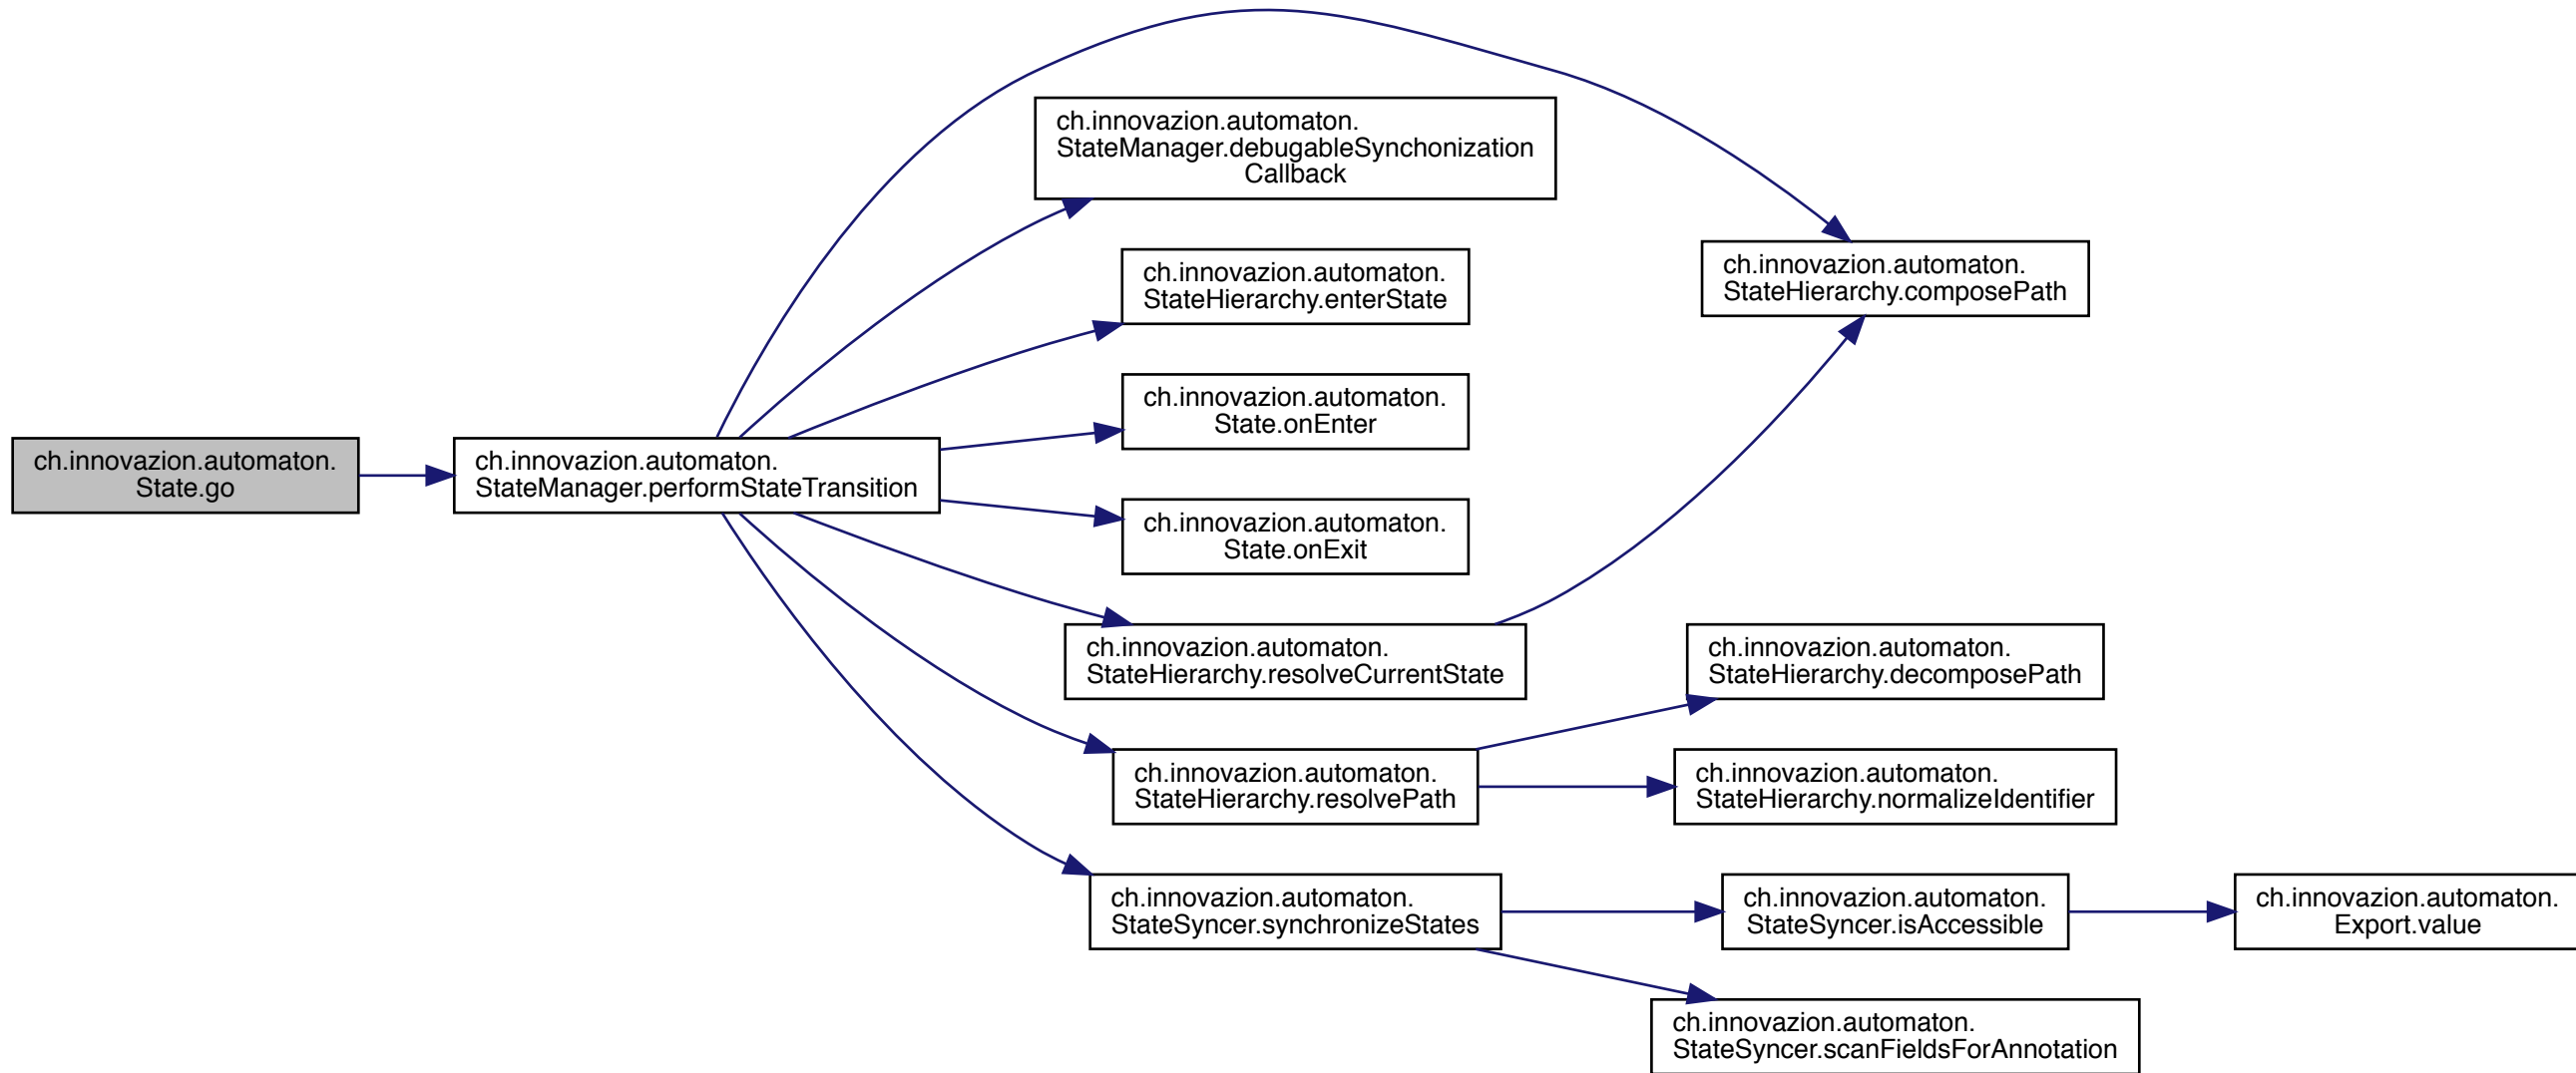 ch.innovazion.automaton.
State.go
ch.innovazion.automaton.
StateManager.performStateTransition
ch.innovazion.automaton.
StateManager.debugableSynchonization
Callback
ch.innovazion.automaton.
StateHierarchy.enterState
ch.innovazion.automaton.
State.onEnter
ch.innovazion.automaton.
State.onExit
ch.innovazion.automaton.
StateHierarchy.resolveCurrentState
ch.innovazion.automaton.
StateHierarchy.resolvePath
ch.innovazion.automaton.
StateSyncer.synchronizeStates
ch.innovazion.automaton.
StateHierarchy.composePath
ch.innovazion.automaton.
StateHierarchy.decomposePath
ch.innovazion.automaton.
StateHierarchy.normalizeIdentifier
ch.innovazion.automaton.
StateSyncer.isAccessible
ch.innovazion.automaton.
StateSyncer.scanFieldsForAnnotation
ch.innovazion.automaton.
Export.value